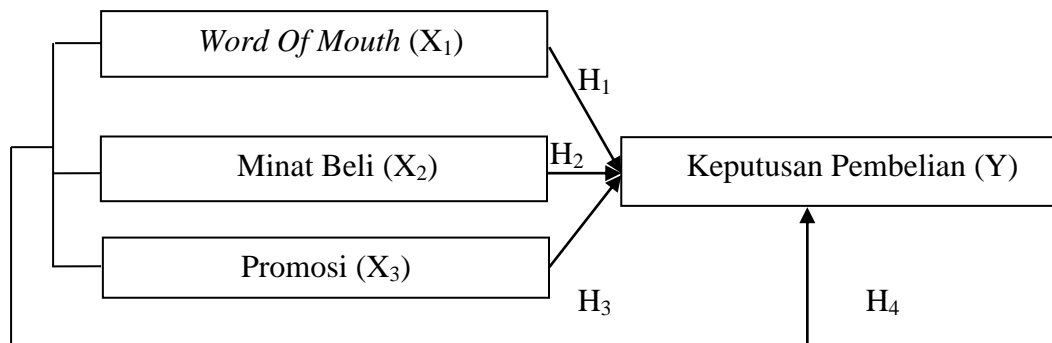 Word Of Mouth (X₁)
H₁
Minat Beli (X₂)
H₂
Keputusan Pembelian (Y)
Promosi (X₃)
H₃
H₄